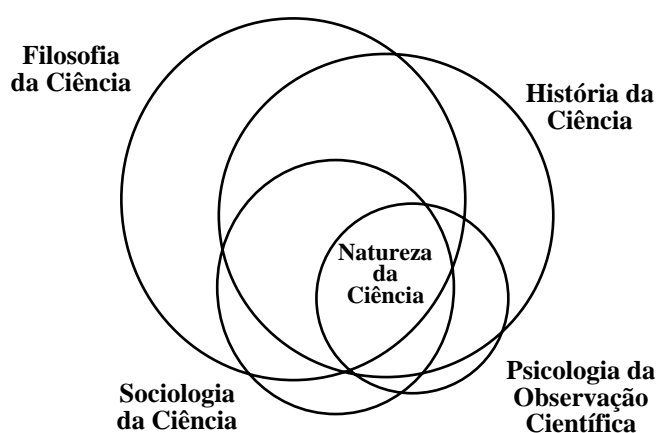 Filosofia
da Ciência
História da
Ciência
Natureza
da
Ciência
Sociologia
da Ciência
Psicologia da
Observação
Científica